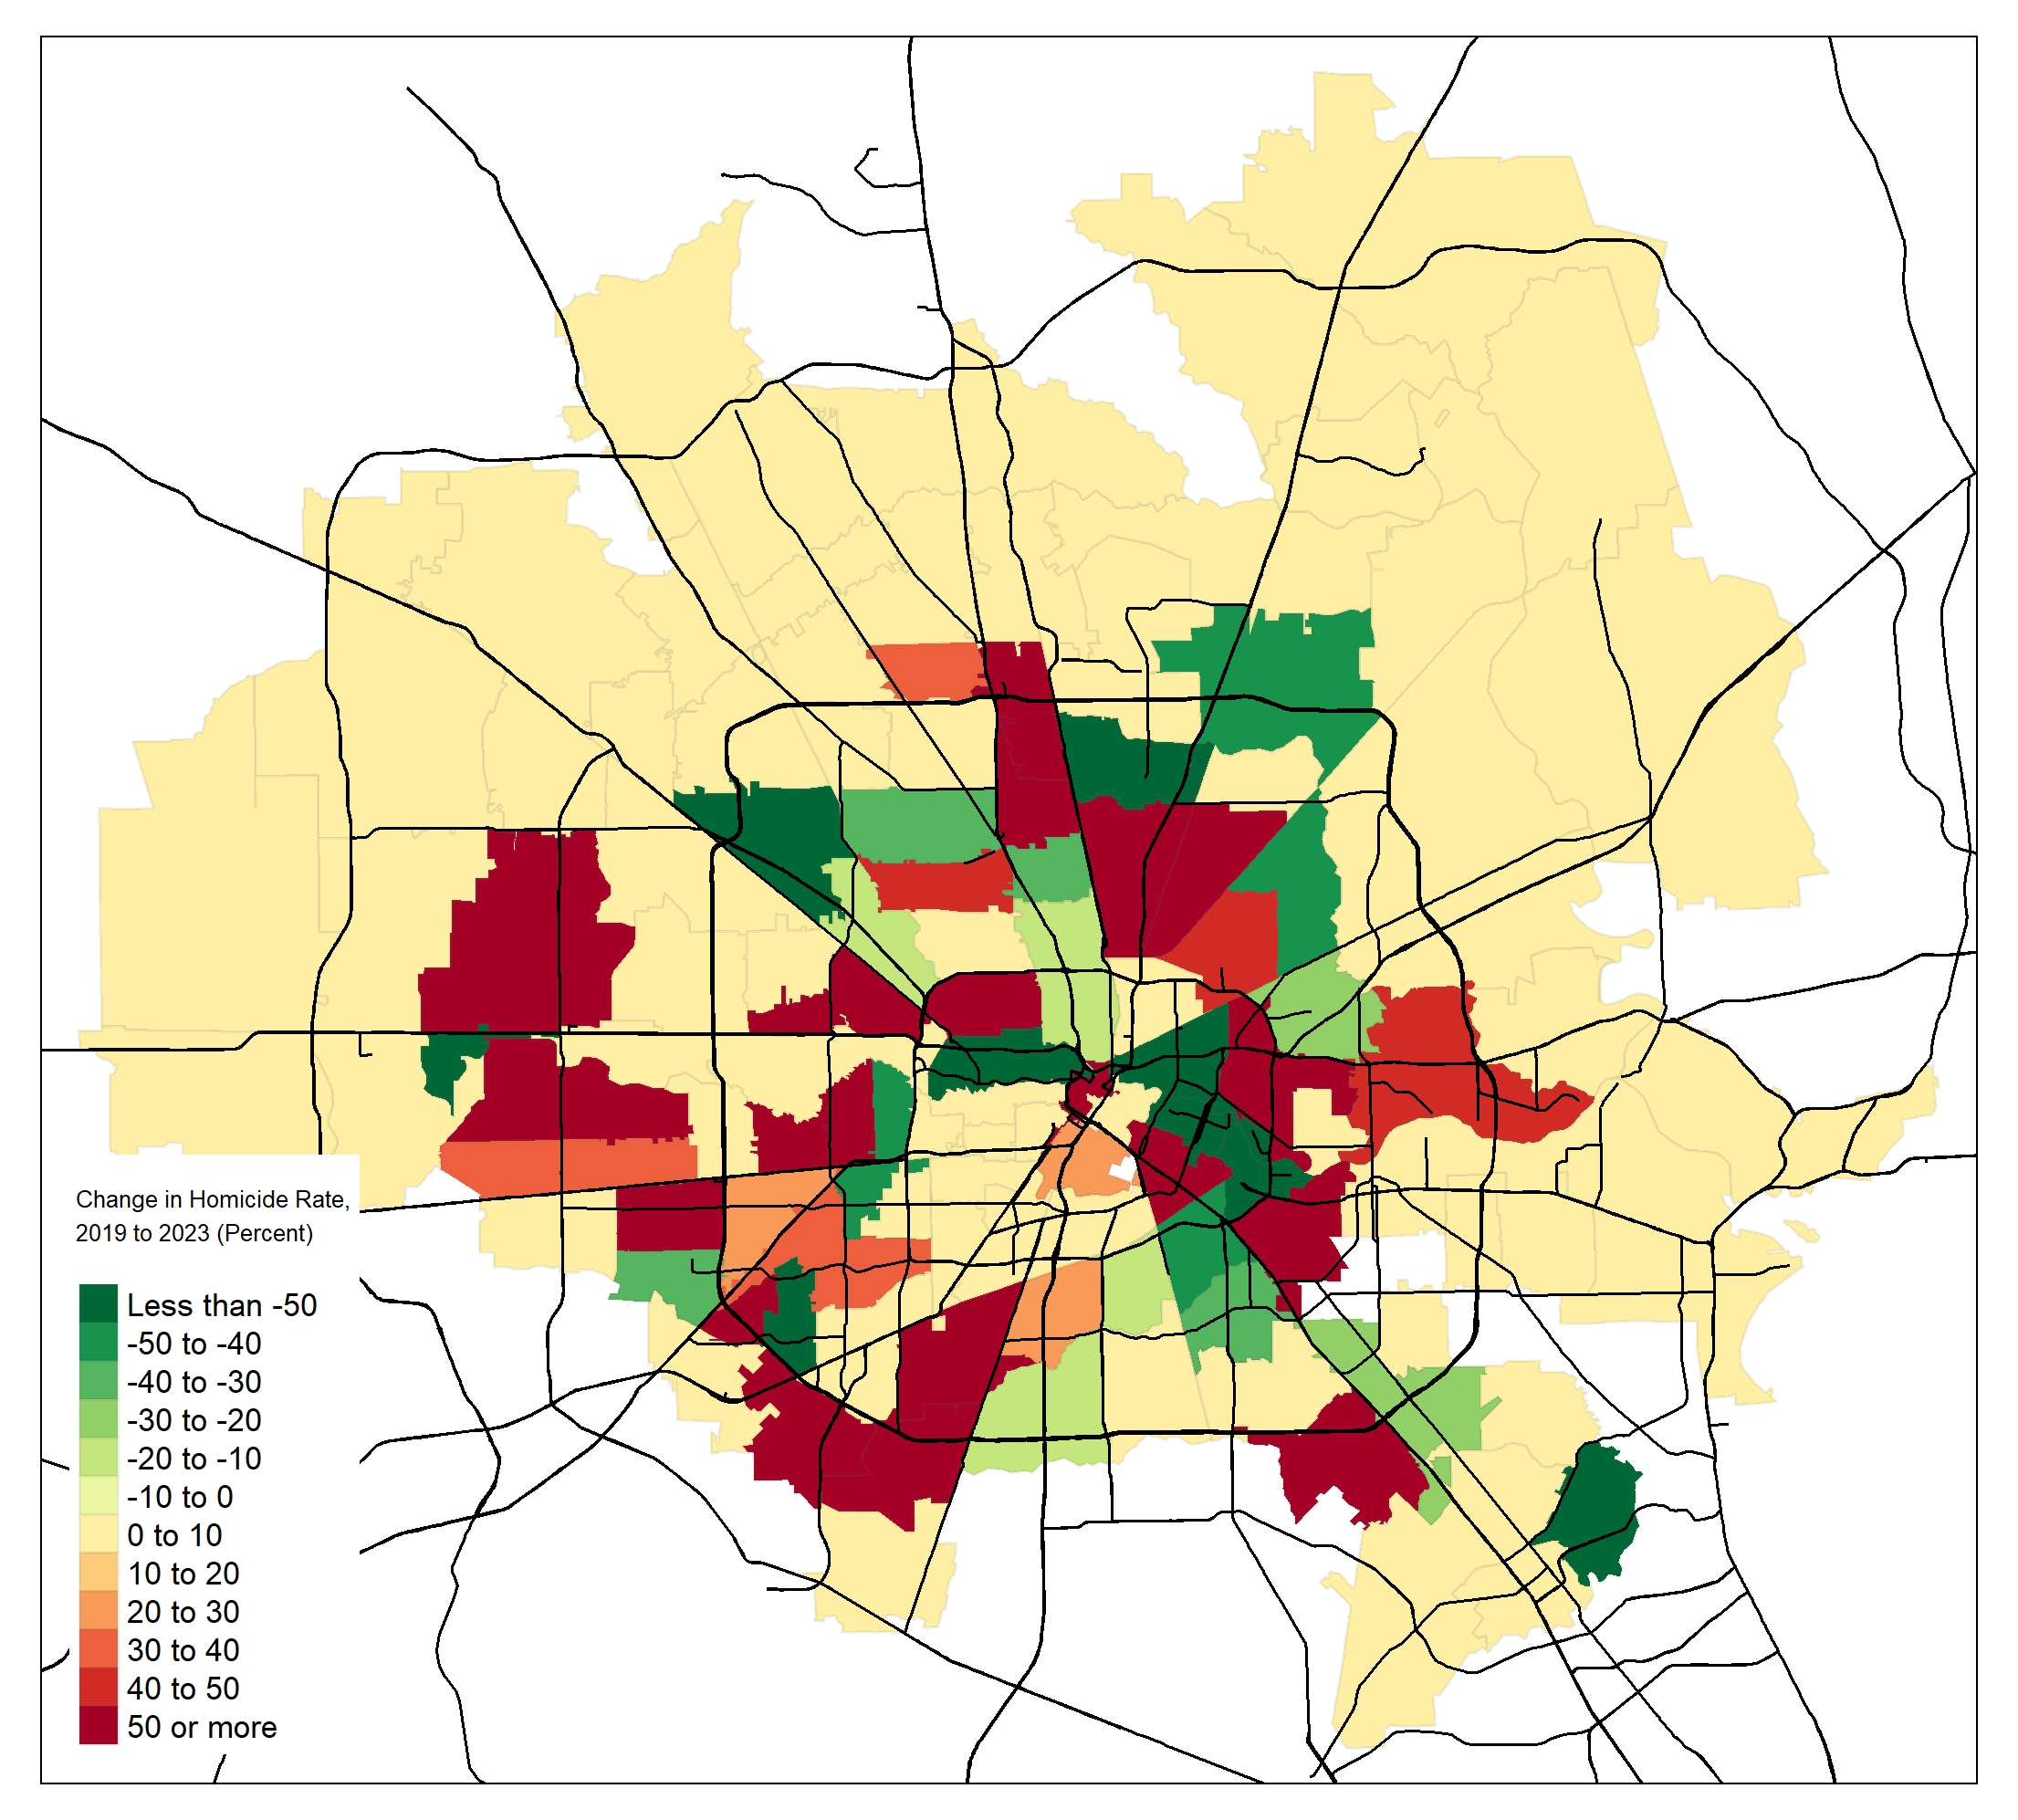 Change in Homicide Rate,
2019 to 2023 (Percent)
Less than -50
-50 to -40
-40 to -30
-30 to -20
-20 to -10
-10 to 0
0 to 10
10 to 20
20 to 30
30 to 40
40 to 50
50 or more